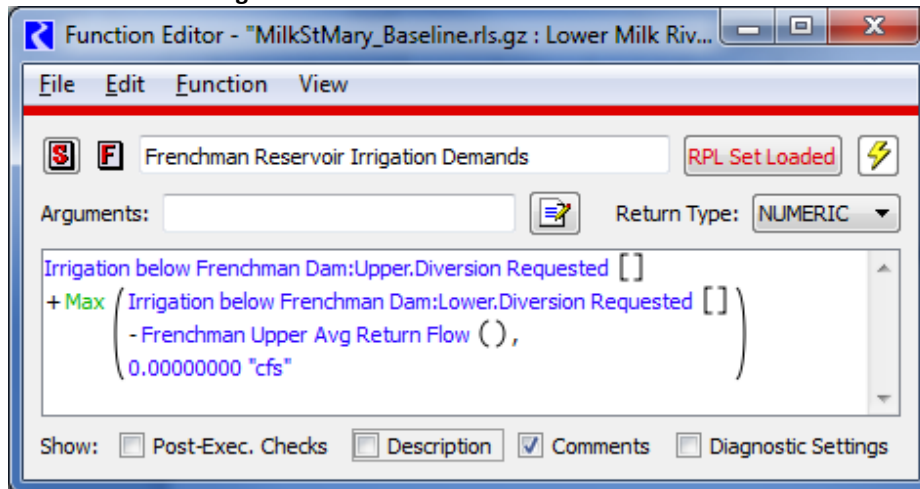 Function Editor - "MilkStMary_Baseline.rls.gz : Lower Milk Riv...
File Edit Function View
S F Frenchman Reservoir Irrigation Demands RPL Set Loaded
Arguments: Return Type: NUMERIC
Irrigation below Frenchman Dam:Upper.Diversion Requested []
+ Max ( Irrigation below Frenchman Dam:Lower.Diversion Requested []
- Frenchman Upper Avg Return Flow () ,
0.00000000 "cfs" )
Show: Post-Exec. Checks Description Comments Diagnostic Settings